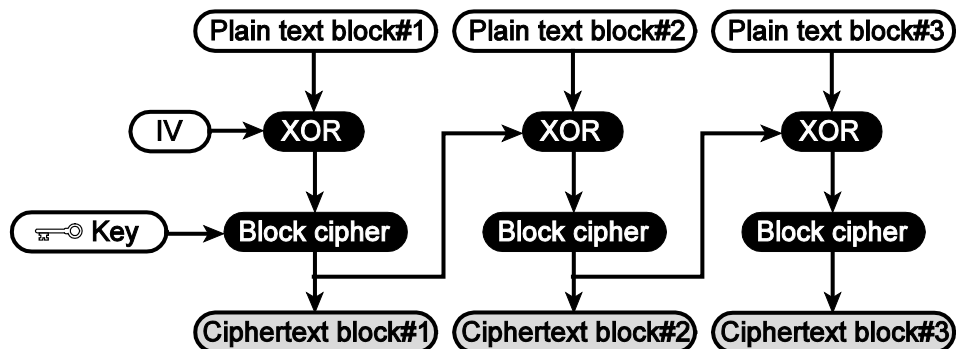 Plain text block#1
Plain text block#2
Plain text block#3
IV
XOR
XOR
XOR
Key
Block cipher
Block cipher
Block cipher
Ciphertext block#1
Ciphertext block#2
Ciphertext block#3